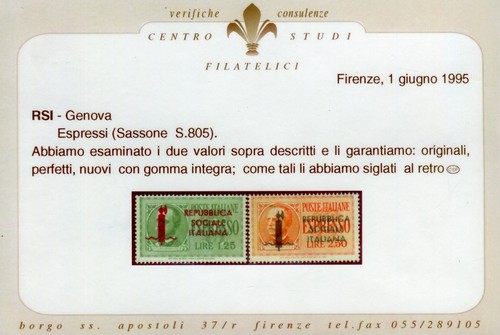 verifiche consulenze
CENTRO STUDI
FILATELICI
Firenze, 1 giugno 1995
RSI - Genova
Espressi (Sassone S.805).
Abbiamo esaminato i due valori sopra descritti e li garantiamo: originali,
perfetti, nuovi con gomma integra; come tali li abbiamo siglati al retro
POSTE ITALIANE
REPUBBLICA
SOCIALE
ITALIANA
ESPRESSO
LIRE 1.25
POSTE ITALIANE
REPUBBLICA
SOCIALE
ITALIANA
ESPRESSO
LIRE 2.50
borgo ss. apostoli 37/r firenze tel.fax 055/289105